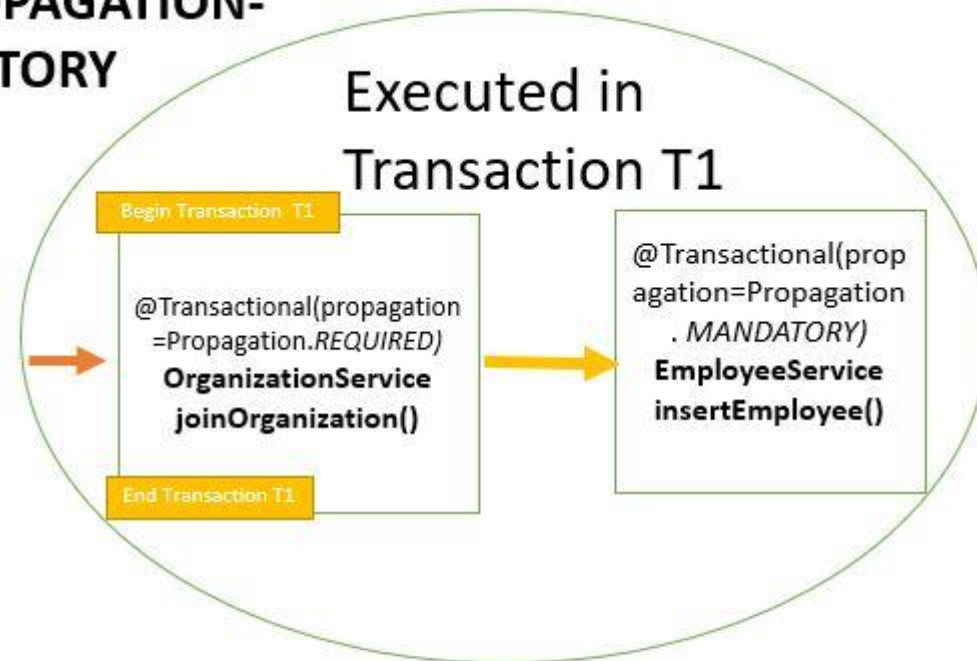 PAGATION-
TORY
Executed in
Transaction T1
Begin Transaction T1
@Transactional(propagation
=Propagation.REQUIRED)
OrganizationService
joinOrganization()
End Transaction T1
@Transactional(prop
agation=Propagation
. MANDATORY)
EmployeeService
insertEmployee()